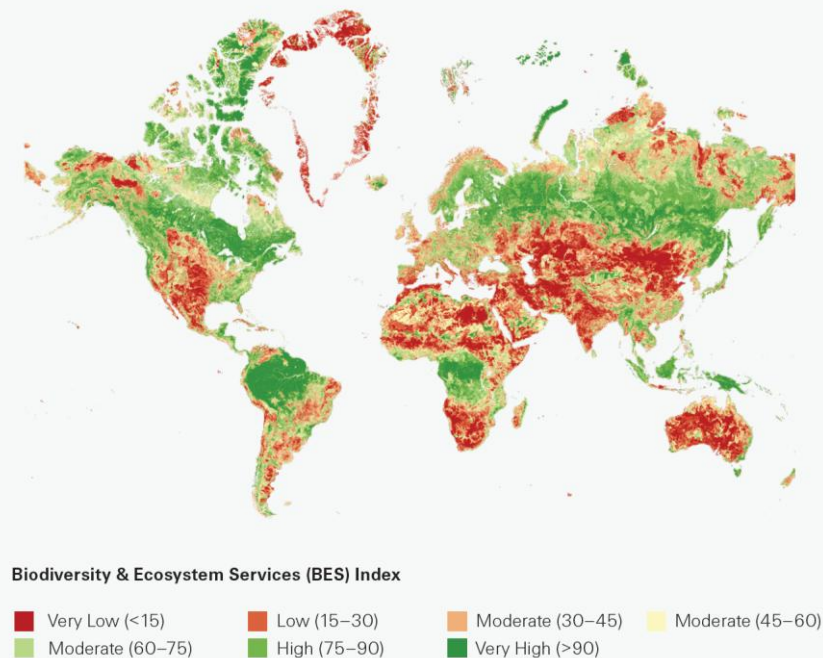 Biodiversity & Ecosystem Services (BES) Index
Very Low (<15) Low (15–30) Moderate (30–45) Moderate (45–60)
Moderate (60–75) High (75–90) Very High (>90)